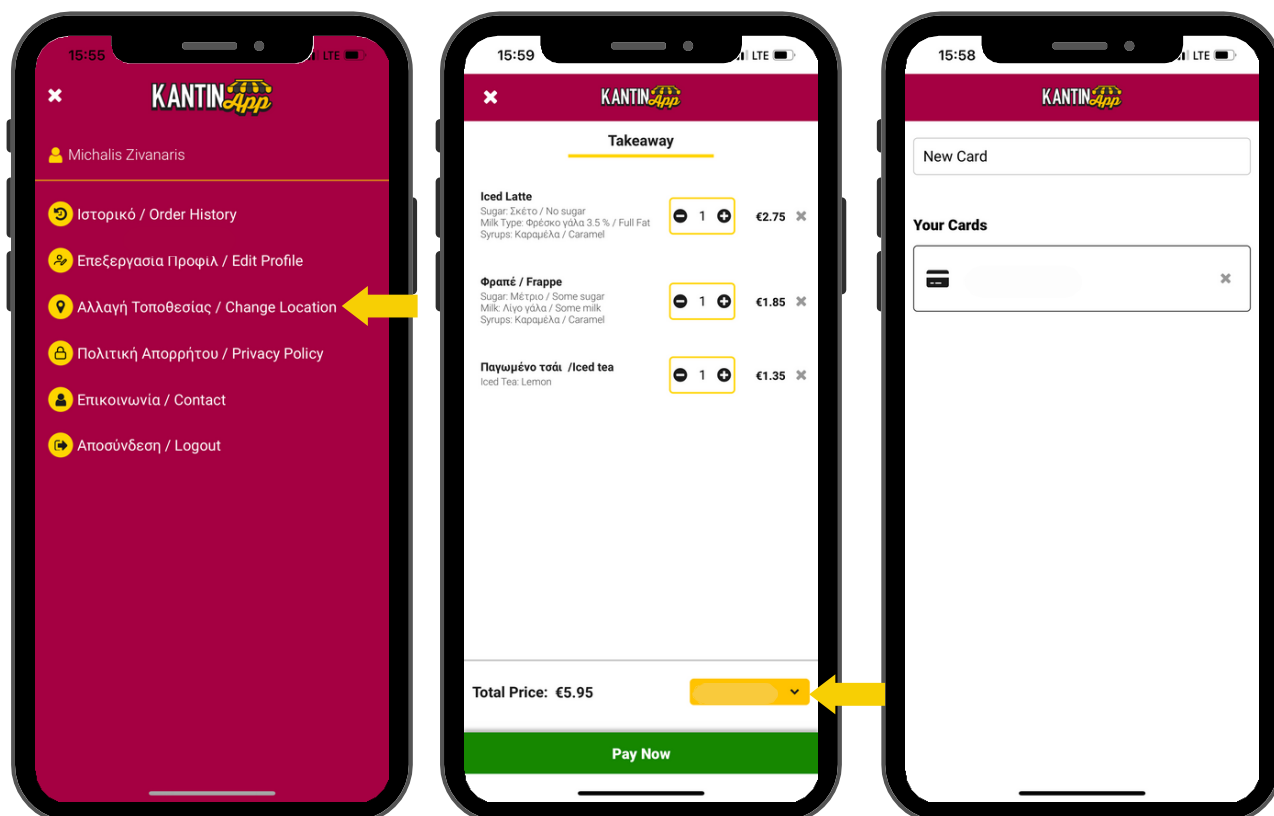 15:55
LTE
KANTINApp
Michalis Zivanaris
Ιστορικό / Order History
Επεξεργασια Προφιλ / Edit Profile
Αλλαγή Τοποθεσίας / Change Location
Πολιτική Απορρήτου / Privacy Policy
Επικοινωνία / Contact
Αποσύνδεση / Logout
15:59
LTE
KANTINApp
Takeaway
Iced Latte
Sugar: Σκέτο / No sugar
Milk Type: Φρέσκο γάλα 3.5 % / Full Fat
Syrups: Καραμέλα / Caramel
1
€2.75
Φραπέ / Frappe
Sugar: Μέτριο / Some sugar
Milk: Λίγο γάλα / Some milk
Syrups: Καραμέλα / Caramel
1
€1.85
Παγωμένο τσάι /Iced tea
Iced Tea: Lemon
1
€1.35
Total Price: €5.95
Pay Now
15:58
LTE
KANTINApp
New Card
Your Cards